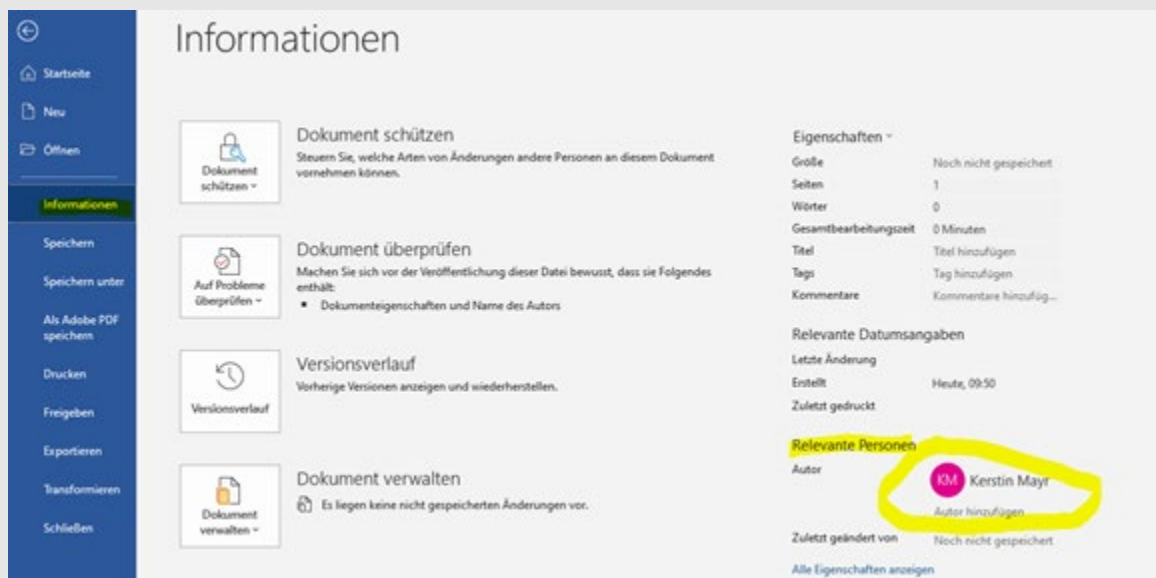 Informationen
Startseite
Neu
Öffnen
Informationen
Speichern
Speichern unter
Als Adobe PDF
speichern
Drucken
Freigeben
Exportieren
Transformieren
Schließen
Dokument
schützen
Dokument schützen
Steuern Sie, welche Arten von Änderungen andere Personen an diesem Dokument
vornehmen können.
Auf Probleme
überprüfen
Dokument überprüfen
Machen Sie sich vor der Veröffentlichung dieser Datei bewusst, dass sie Folgendes
enthält:
Dokumenteigenschaften und Name des Autors
Versionsverlauf
Versionsverlauf
Vorherige Versionen anzeigen und wiederherstellen.
Dokument
verwalten
Dokument verwalten
Es liegen keine nicht gespeicherten Änderungen vor.
Eigenschaften
Größe Noch nicht gespeichert
Seiten 1
Wörter 0
Gesamtbearbeitungszeit 0 Minuten
Titel Titel hinzufügen
Tags Tag hinzufügen
Kommentare Kommentare hinzufüg...
Relevante Datumsangaben
Letzte Änderung
Erstellt Heute, 09:50
Zuletzt gedruckt
Relevante Personen
Autor KM Kerstin Mayr
Autor hinzufügen
Zuletzt geändert von Noch nicht gespeichert
Alle Eigenschaften anzeigen